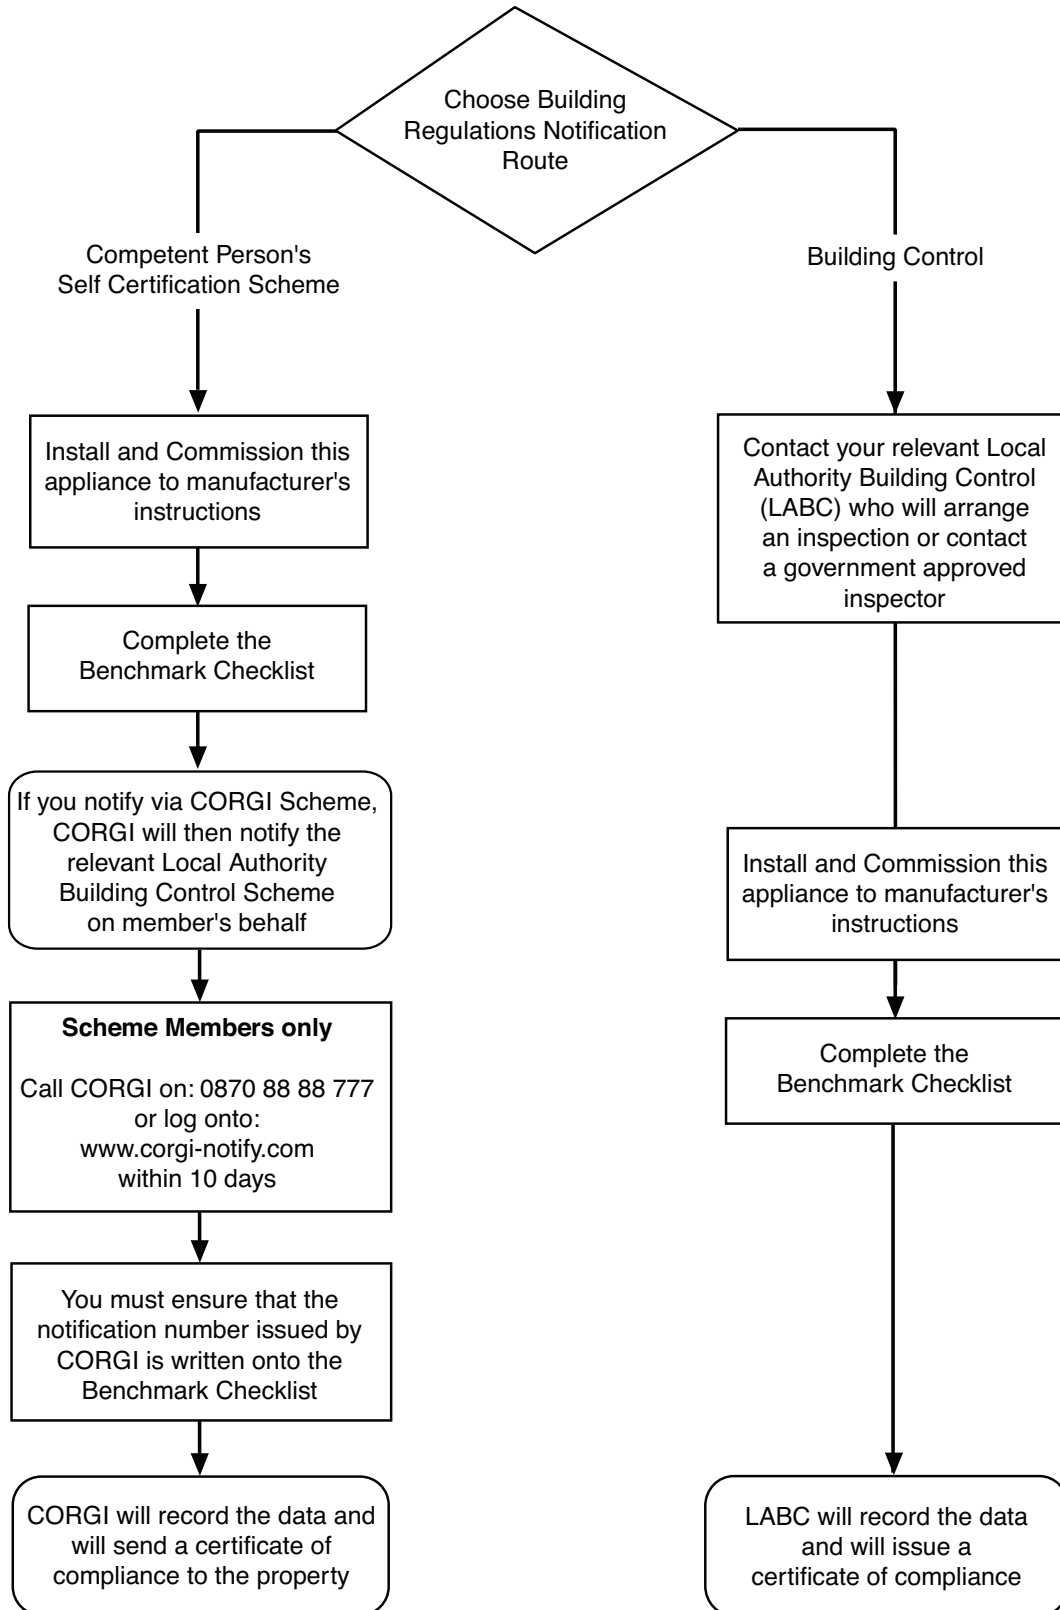 Choose Building
Regulations Notification
Route
Competent Person's
Self Certification Scheme
Building Control
Install and Commission this
appliance to manufacturer's
instructions
Complete the
Benchmark Checklist
If you notify via CORGI Scheme,
CORGI will then notify the
relevant Local Authority
Building Control Scheme
on member's behalf
Scheme Members only
Call CORGI on: 0870 88 88 777
or log onto:
www.corgi-notify.com
within 10 days
You must ensure that the
notification number issued by
CORGI is written onto the
Benchmark Checklist
CORGI will record the data and
will send a certificate of
compliance to the property
Contact your relevant Local
Authority Building Control
(LABC) who will arrange
an inspection or contact
a government approved
inspector
Install and Commission this
appliance to manufacturer's
instructions
Complete the
Benchmark Checklist
LABC will record the data
and will issue a
certificate of compliance